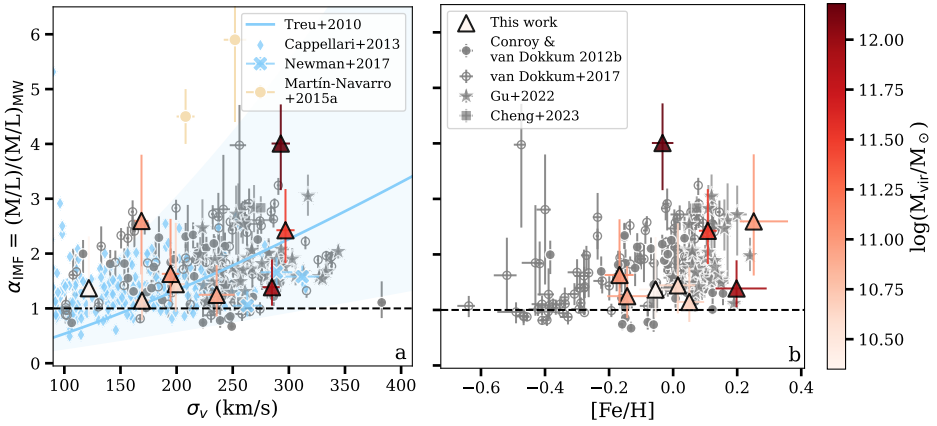 α_IMF = (M/L)/(M/L)_MW
6
5
4
3
2
1
0
Treu+2010
Cappellari+2013
Newman+2017
Martín-Navarro
+2015a
a
100
150
200
250
300
350
400
σ_v (km/s)
This work
Conroy &
van Dokkum 2012b
van Dokkum+2017
Gu+2022
Cheng+2023
b
−0.6
−0.4
−0.2
0.0
0.2
0.4
[Fe/H]
12.00
11.75
11.50
11.25
11.00
10.75
10.50
log(M_vir/M_⊙)